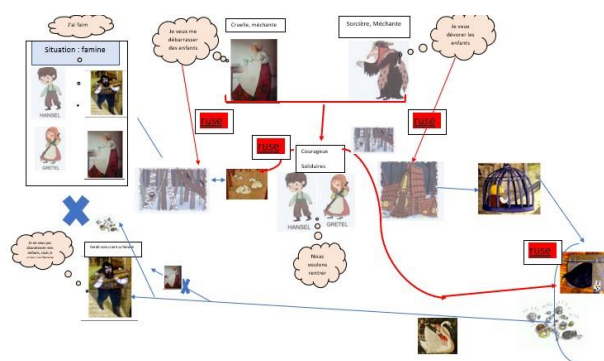 J'ai faim
Situation : famine
HANSEL
GRETEL
Je veux me
débarrasser
des enfants
Cruelle, méchante
Sorcière, Méchante
Je veux
dévorer les
enfants
ruse
ruse
ruse
Courageux
Solidaires
HANSEL
GRETEL
Nous
voulons
rentrer
ruse